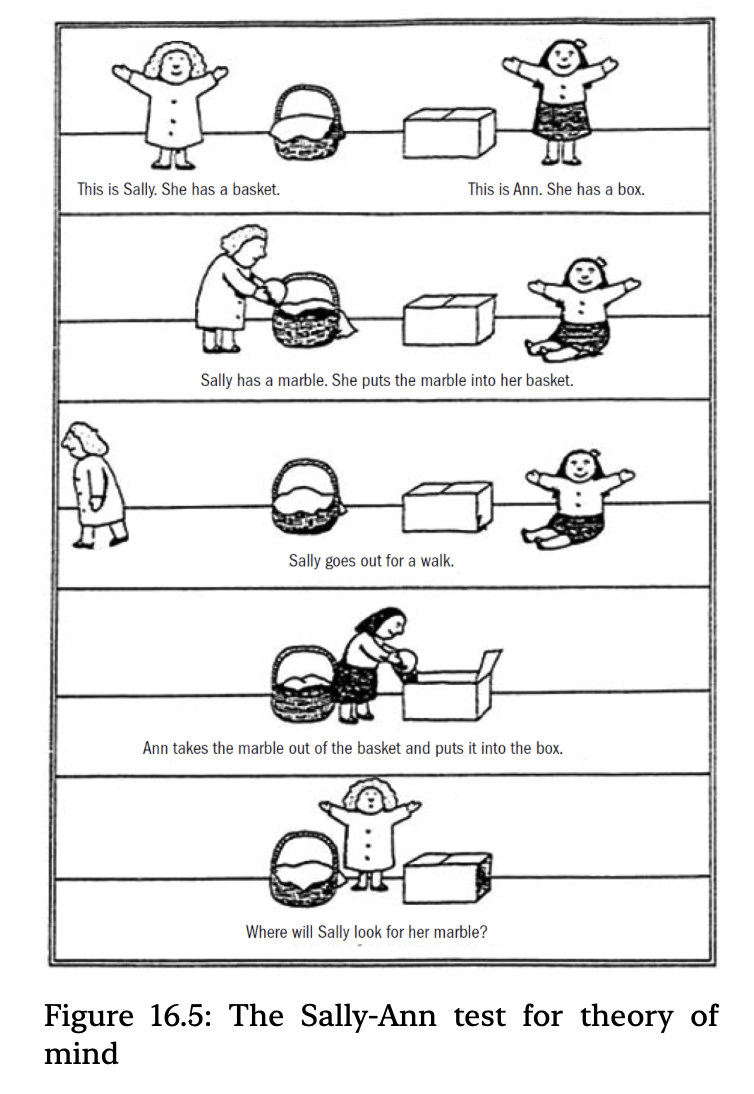 This is Sally. She has a basket.
This is Ann. She has a box.
Sally has a marble. She puts the marble into her basket.
Sally goes out for a walk.
Ann takes the marble out of the basket and puts it into the box.
Where will Sally look for her marble?
Figure 16.5: The Sally-Ann test for theory of
mind